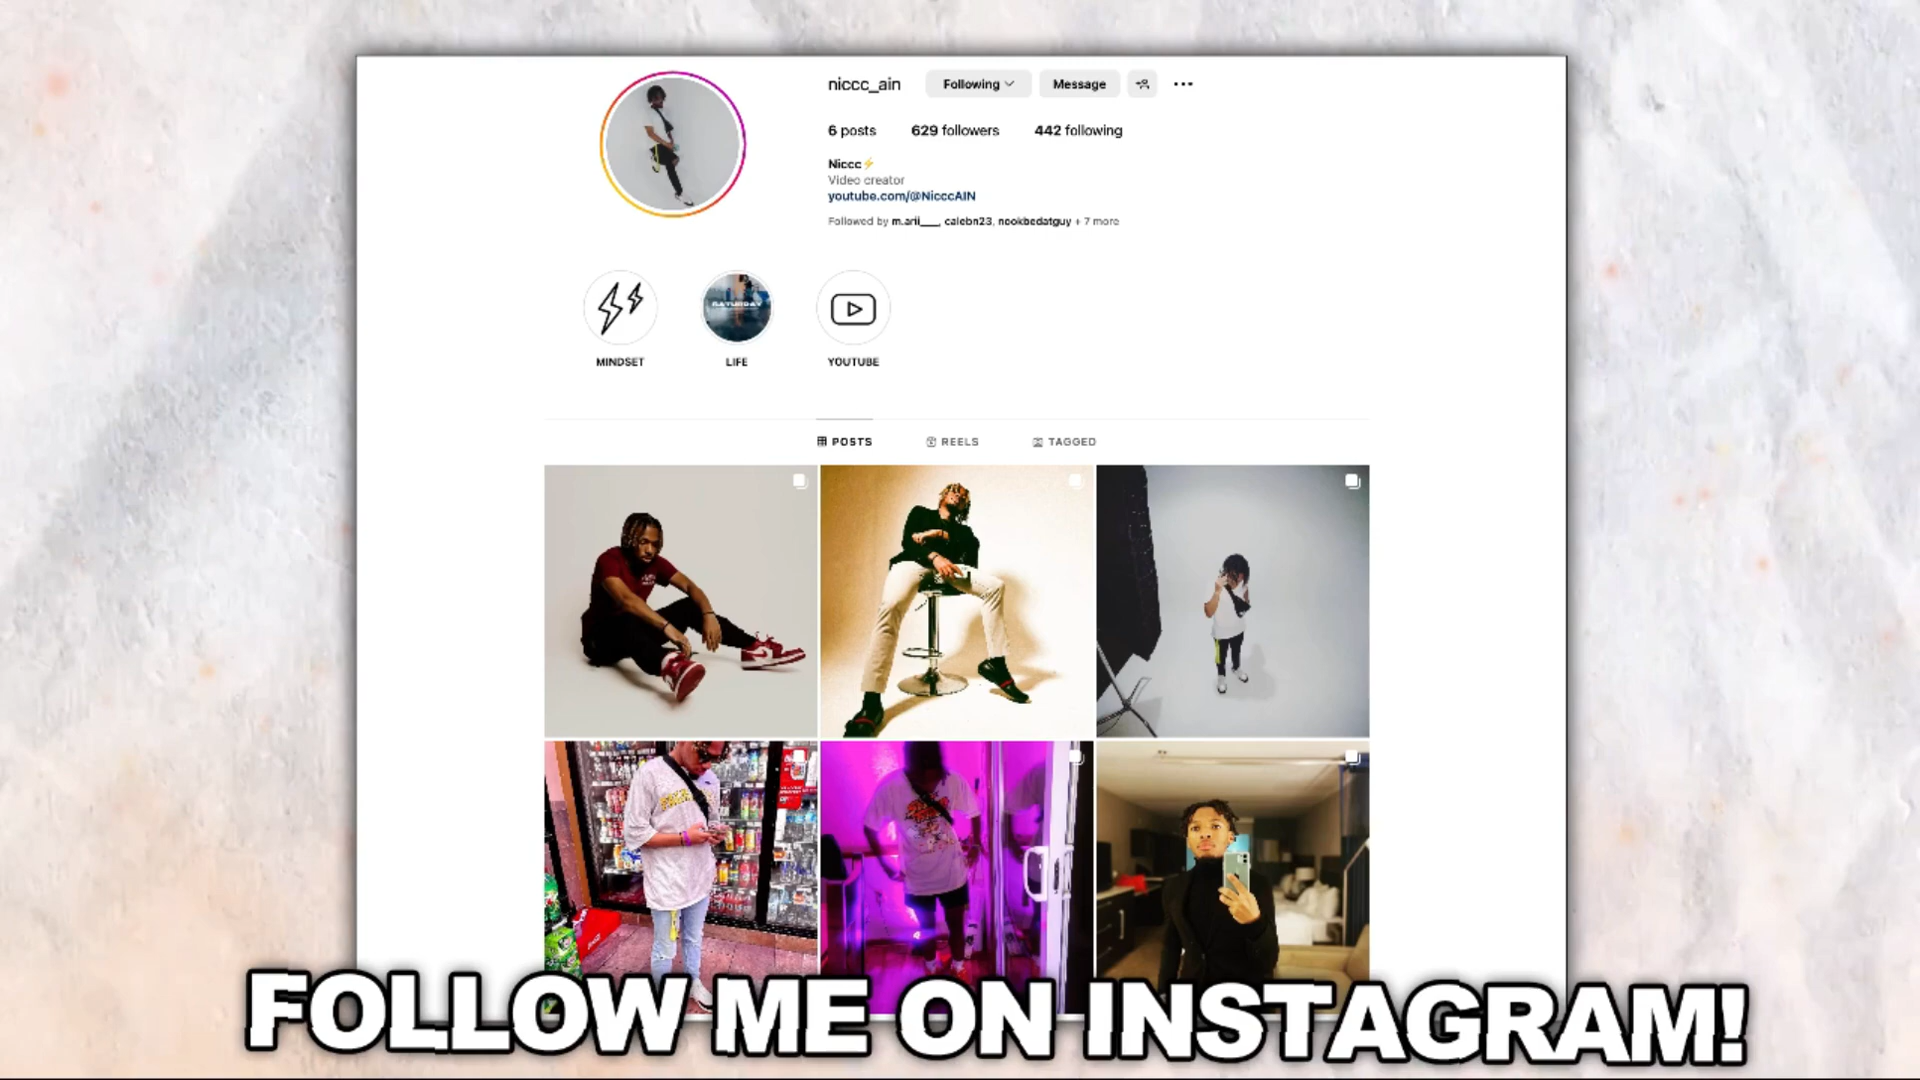 niccc_ain Following Message
6 posts 629 followers 442 following
Niccc⚡
Video creator
youtube.com/@NicccAIN
Followed by m.arii___, calebn23, nookbedatguy + 7 more
SATURDAY
MINDSET LIFE YOUTUBE
POSTS REELS TAGGED
FOLLOW ME ON INSTAGRAM!